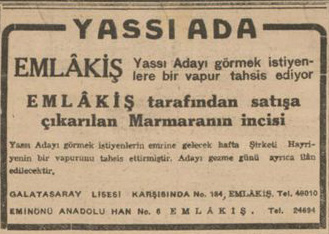 YASSI ADA
EMLÂKİŞ Yassı Adayı görmek istiyen-
lere bir vapur tahsis ediyor
EMLÂKİŞ tarafından satışa
çıkarılan Marmaranın incisi
Yassı Adayı görmek istiyenlerin emrine gelecek hafta Şirketi Hayri-
yenin bir vapurunu tahsis ettirmiştir. Adayı gezme günü ayrıca ilân
edilecektir.
GALATASARAY LİSESİ KARŞISINDA No. 184, EMLÂKİŞ. Tel. 49010
EMİNÖNÜ ANADOLU HAN No. 6 EMLÂKİŞ. Tel. 24694